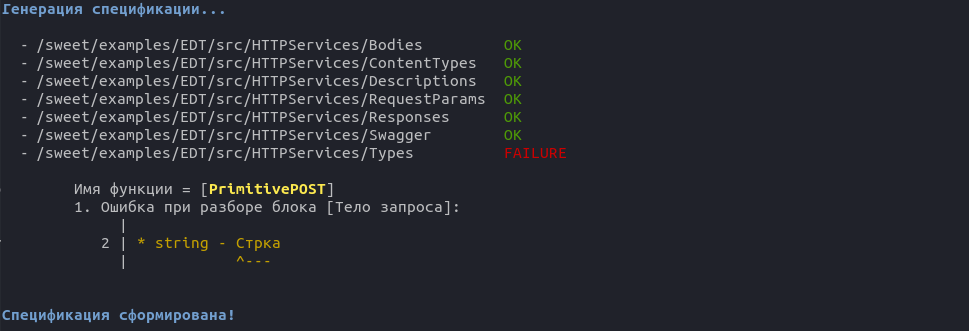 Генерация спецификации...
- /sweet/examples/EDT/src/HTTPServices/Bodies OK
- /sweet/examples/EDT/src/HTTPServices/ContentTypes OK
- /sweet/examples/EDT/src/HTTPServices/Descriptions OK
- /sweet/examples/EDT/src/HTTPServices/RequestParams OK
- /sweet/examples/EDT/src/HTTPServices/Responses OK
- /sweet/examples/EDT/src/HTTPServices/Swagger OK
- /sweet/examples/EDT/src/HTTPServices/Types FAILURE
Имя функции = [PrimitivePOST]
1. Ошибка при разборе блока [Тело запроса]:
|
2 | * string - Стрка
| ^---
Спецификация сформирована!